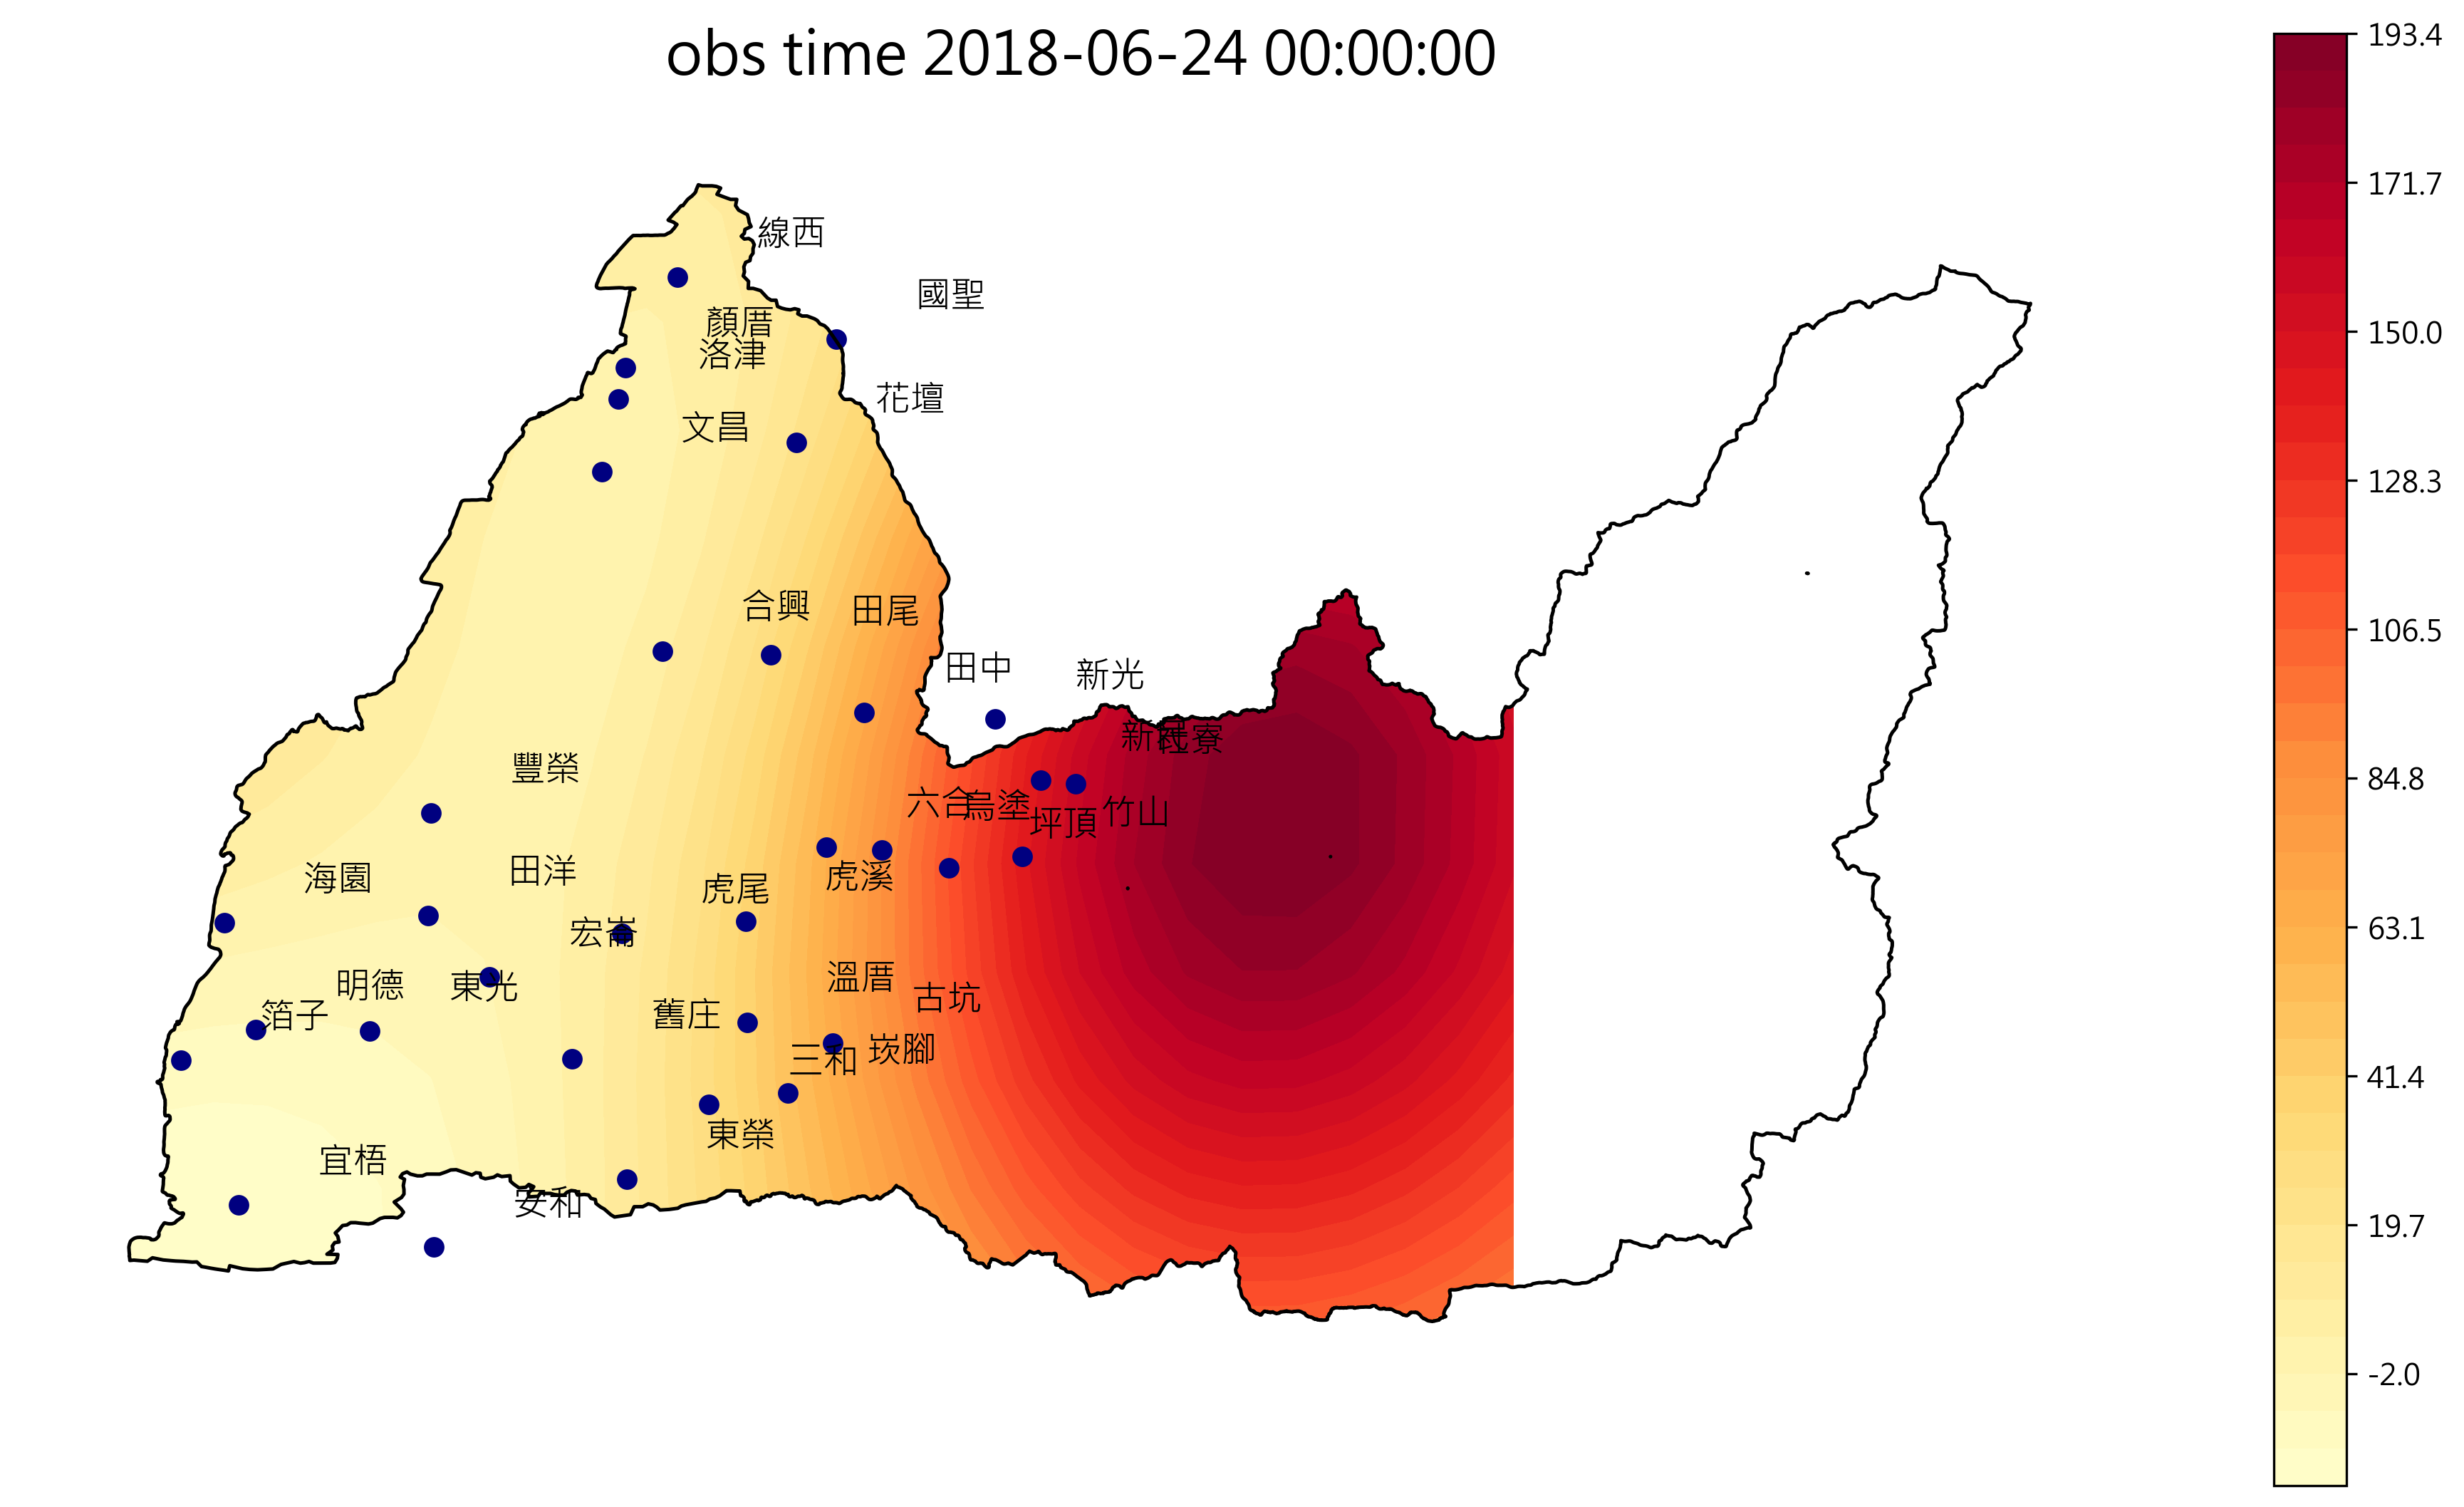 obs time 2018-06-24 00:00:00
線西
國聖
顏厝
洛津
花壇
文昌
合興
田尾
田中
新光
新民
社寮
豐榮
六合
烏塗
坪頂
竹山
海園
田洋
虎尾
虎溪
宏崙
明德
東光
箔子
溫厝
古坑
舊庄
三和
崁腳
東榮
宜梧
安和
193.4
171.7
150.0
128.3
106.5
84.8
63.1
41.4
19.7
-2.0